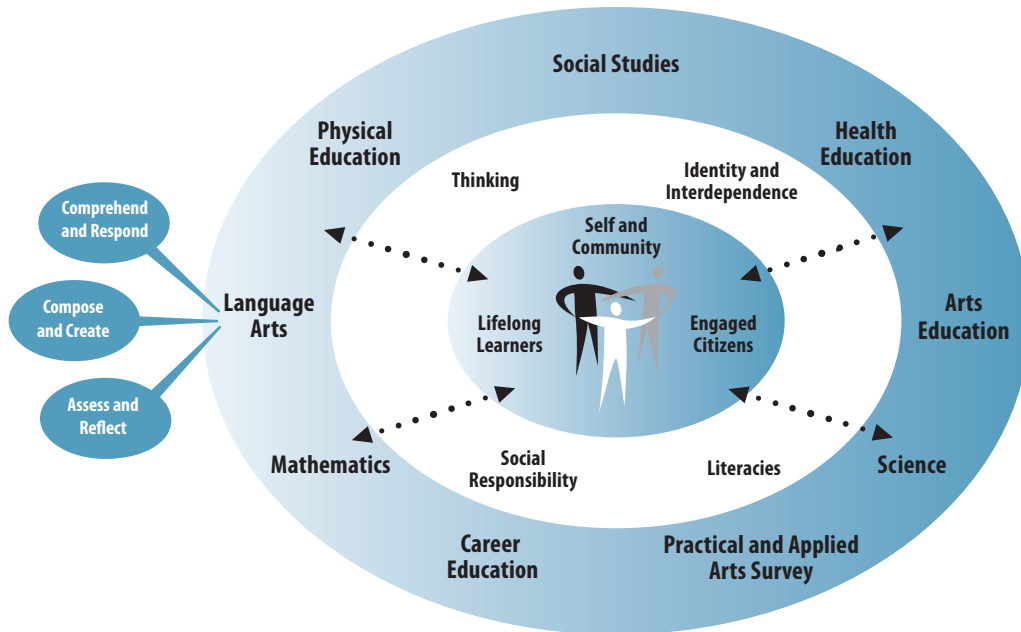 Social Studies
Physical
Education
Health
Education
Thinking
Identity and
Interdependence
Comprehend
and Respond
Self and
Community
Compose
and Create
Language
Arts
Lifelong
Learners
Engaged
Citizens
Arts
Education
Assess and
Reflect
Mathematics
Social
Responsibility
Literacies
Science
Career
Education
Practical and Applied
Arts Survey